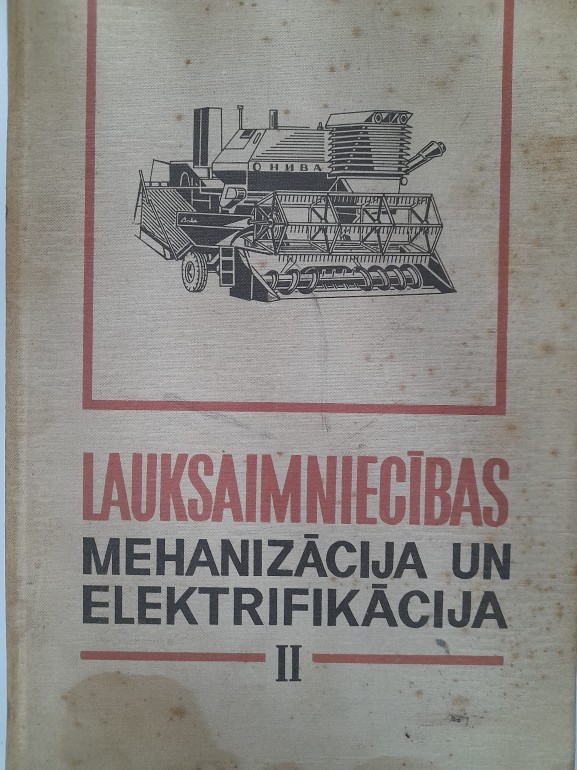 НИВА
LAUKSAIMNIECĪBAS
MEHANIZĀCIJA UN
ELEKTRIFIKĀCIJA
II